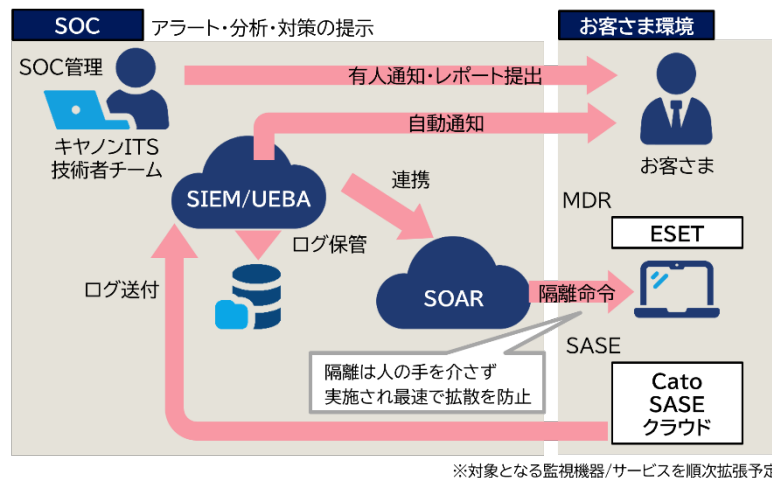 SOC
アラート・分析・対策の提示
お客さま環境
SOC管理
有人通知・レポート提出
自動通知
キヤノンITS
技術者チーム
お客さま
SIEM/UEBA
連携
MDR
ESET
ログ保管
ログ送付
SOAR
隔離命令
SASE
隔離は人の手を介さず
実施され最速で拡散を防止
Cato
SASE
クラウド
※対象となる監視機器/サービスを順次拡張予定